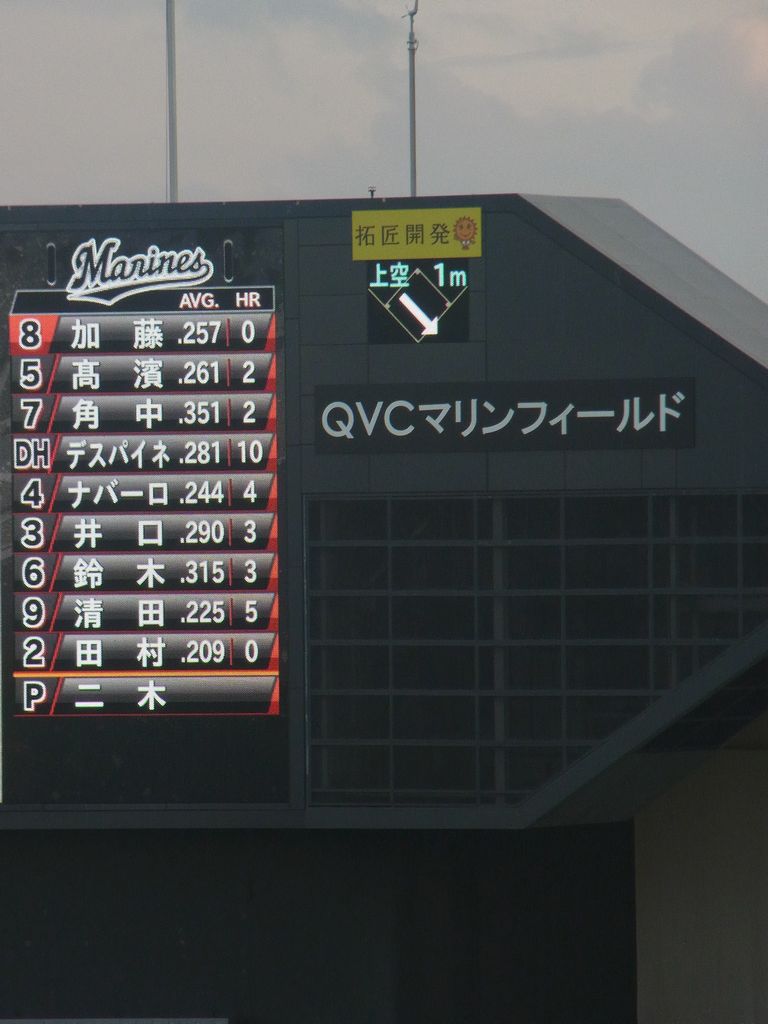 Marines
AVG. HR
8 加藤 .257 0
5 髙濱 .261 2
7 角中 .351 2
DH デスパイネ .281 10
4 ナバーロ .244 4
3 井口 .290 3
6 鈴木 .315 3
9 清田 .225 5
2 田村 .209 0
P 二木
拓匠開発
上空 1m
QVCマリンフィールド